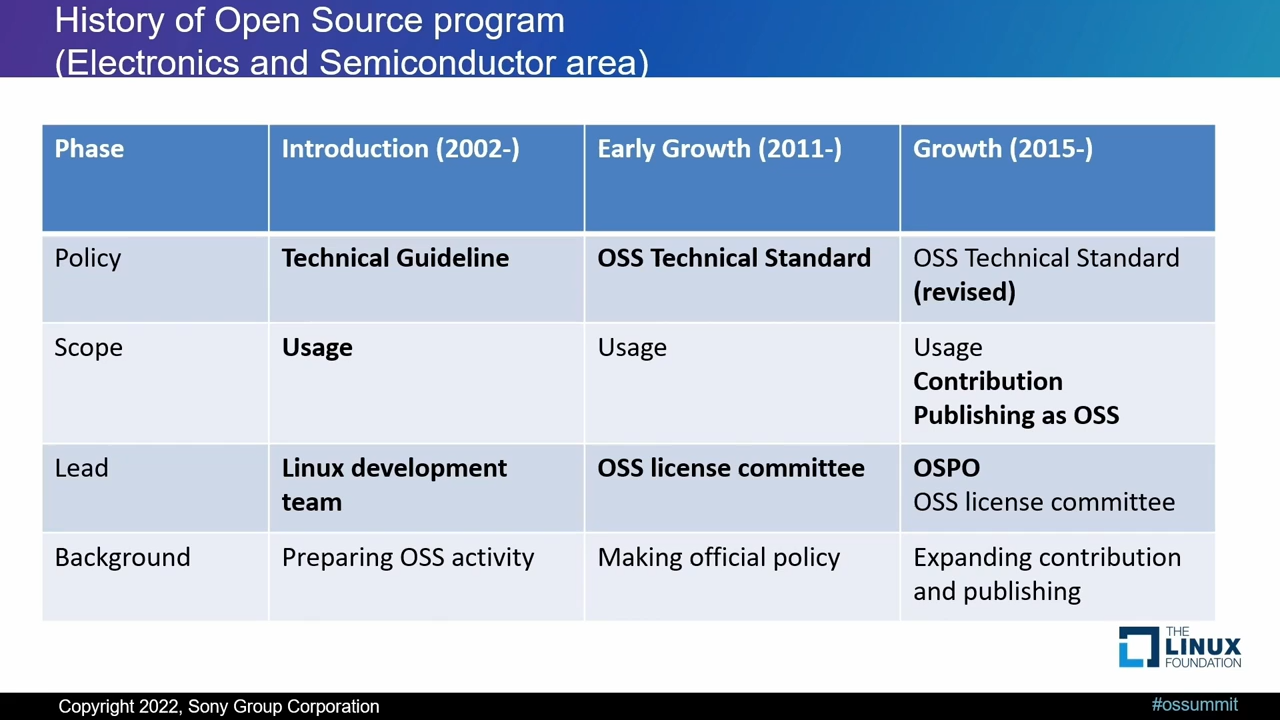 History of Open Source program
(Electronics and Semiconductor area)
Phase
Introduction (2002-)
Early Growth (2011-)
Growth (2015-)
Policy
Technical Guideline
OSS Technical Standard
OSS Technical Standard
(revised)
Scope
Usage
Usage
Usage
Contribution
Publishing as OSS
Lead
Linux development
team
OSS license committee
OSPO
OSS license committee
Background
Preparing OSS activity
Making official policy
Expanding contribution
and publishing
THE
LINUX
FOUNDATION
Copyright 2022, Sony Group Corporation
#ossummit